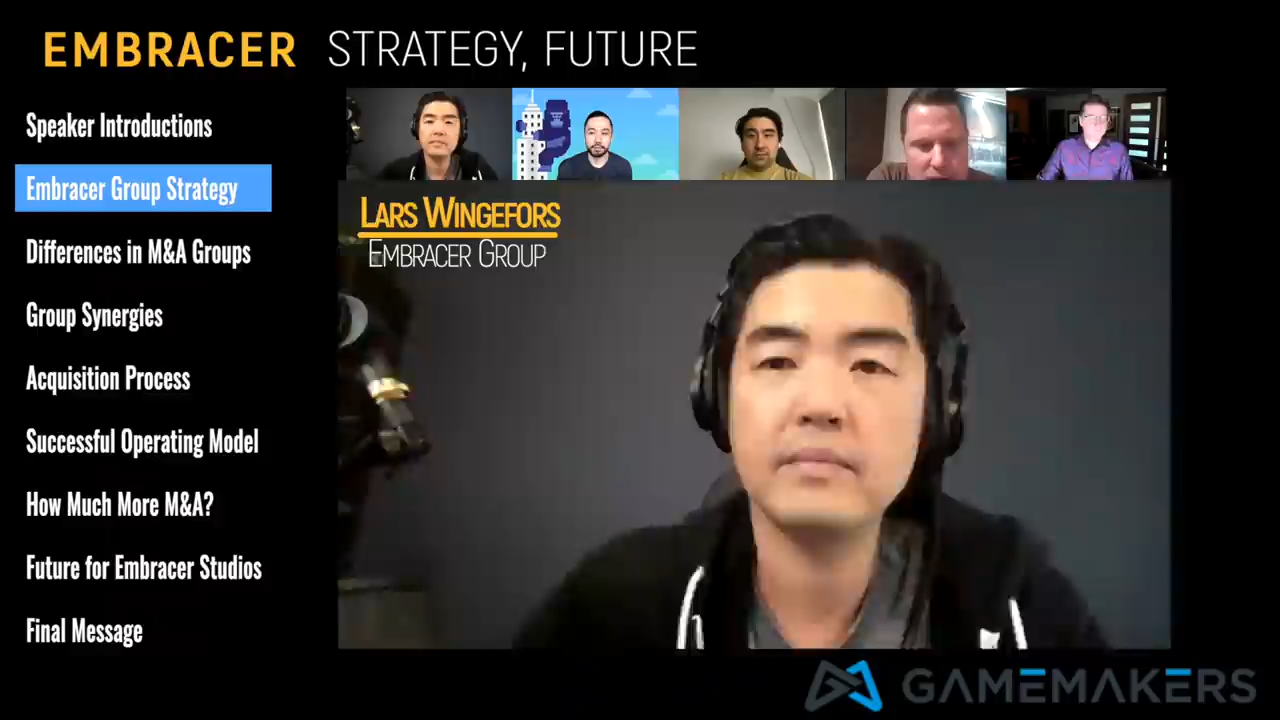 EMBRACER STRATEGY, FUTURE
Speaker Introductions
Embracer Group Strategy
Differences in M&A Groups
Group Synergies
Acquisition Process
Successful Operating Model
How Much More M&A?
Future for Embracer Studios
Final Message
LARS WINGEFORS
EMBRACER GROUP
GAMEMAKERS